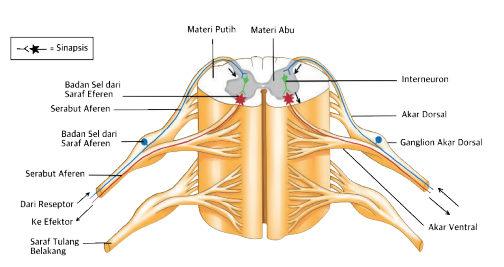 Materi Putih
Materi Abu
= Sinapsis
Badan Sel dari
Saraf Eferen
Serabut Aferen
Badan Sel dari
Saraf Aferen
Serabut Aferen
Dari Reseptor
Ke Efektor
Saraf Tulang
Belakang
Interneuron
Akar Dorsal
Ganglion Akar Dorsal
Akar Ventral